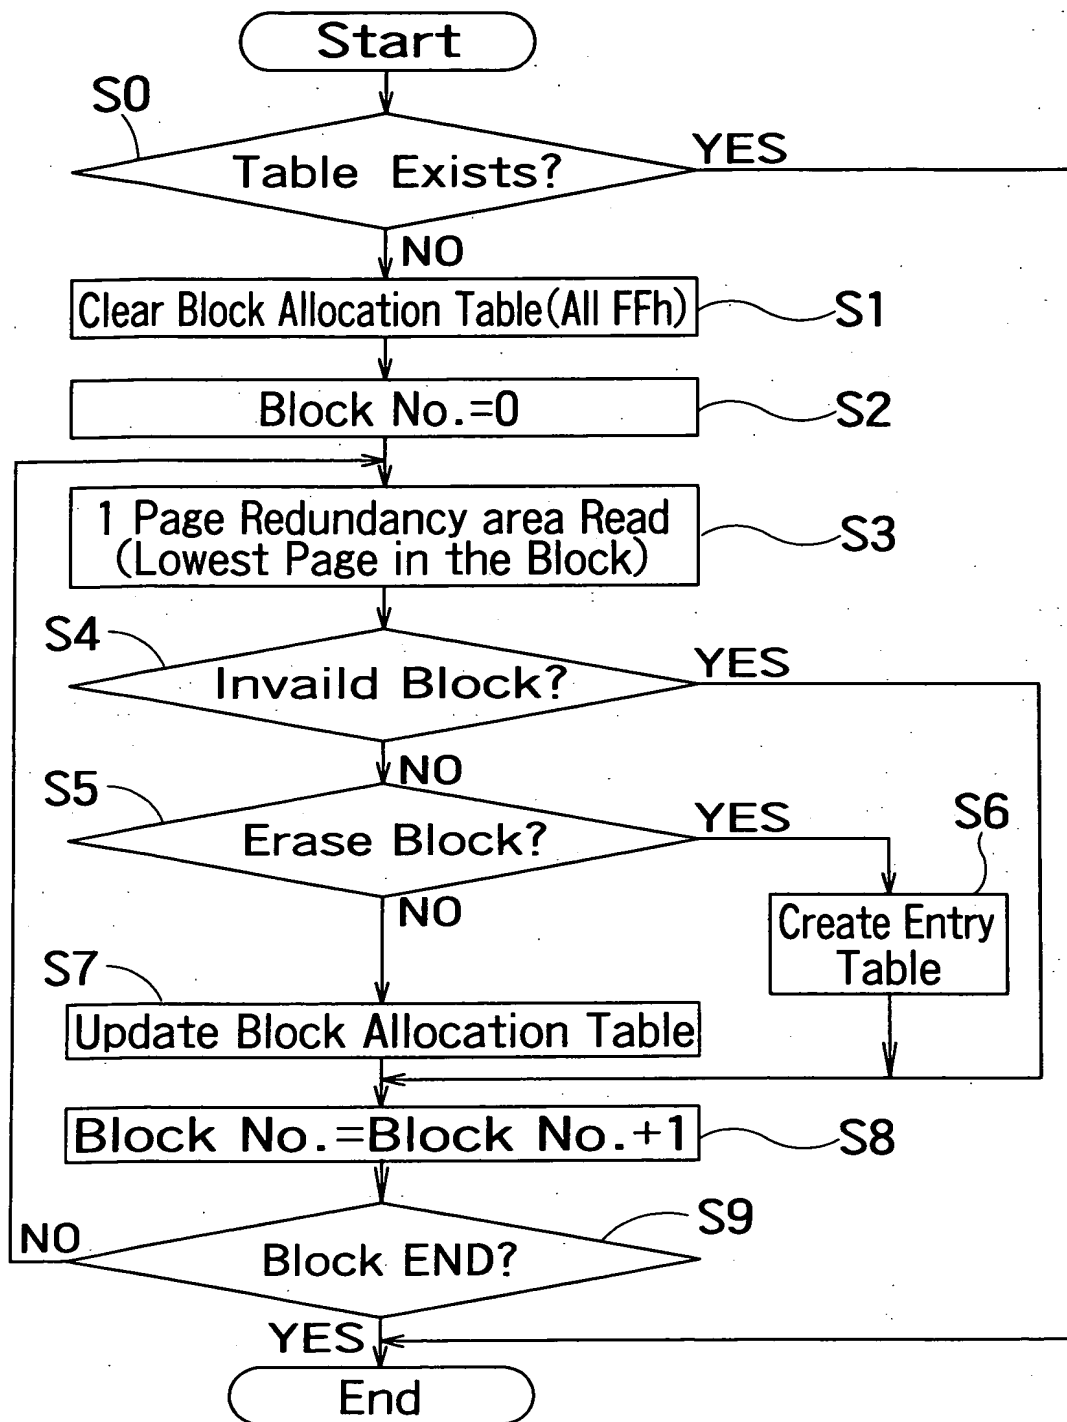 Start
S0
Table Exists?
YES
NO
Clear Block Allocation Table(All FFh)
S1
Block No.=0
S2
1 Page Redundancy area Read
(Lowest Page in the Block)
S3
S4
Invaild Block?
YES
NO
S5
Erase Block?
YES
S6
NO
Create Entry
Table
S7
Update Block Allocation Table
Block No.=Block No.+1
S8
S9
NO
Block END?
YES
End